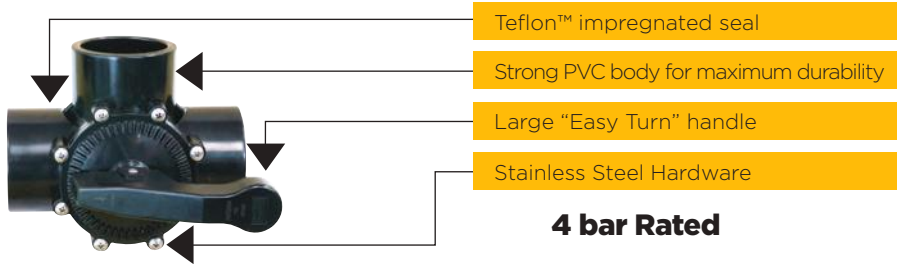 Teflon™ impregnated seal
Strong PVC body for maximum durability
Large “Easy Turn” handle
Stainless Steel Hardware
4 bar Rated